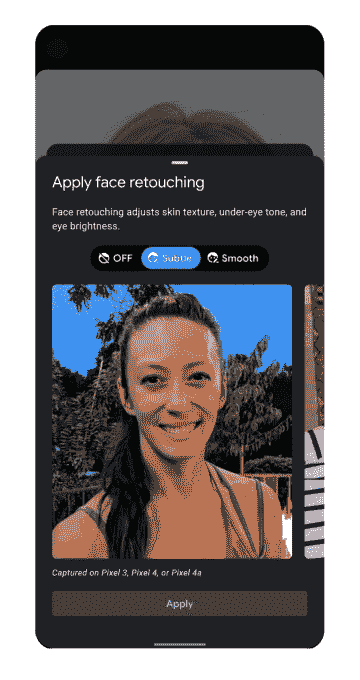 Apply face retouching
Face retouching adjusts skin texture, under-eye tone, and
eye brightness.
OFF Subtle Smooth
Captured on Pixel 3, Pixel 4, or Pixel 4a
Apply